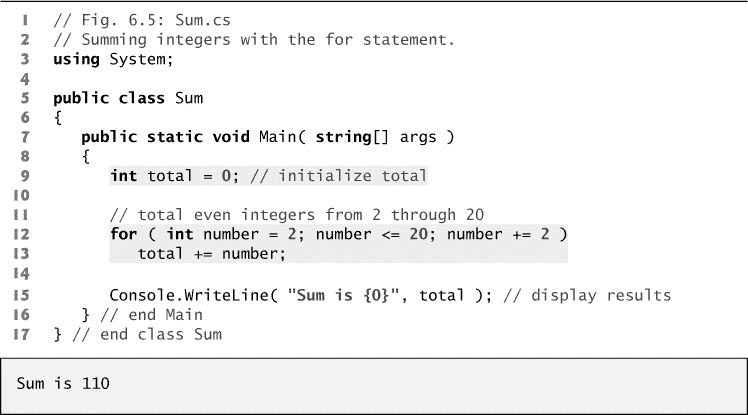 1 // Fig. 6.5: Sum.cs
2 // Summing integers with the for statement.
3 using System;
4
5 public class Sum
6 {
7 public static void Main( string[] args )
8 {
9 int total = 0; // initialize total
10
11 // total even integers from 2 through 20
12 for ( int number = 2; number <= 20; number += 2 )
13 total += number;
14
15 Console.WriteLine( "Sum is {0}", total ); // display results
16 } // end Main
17 } // end class Sum
Sum is 110